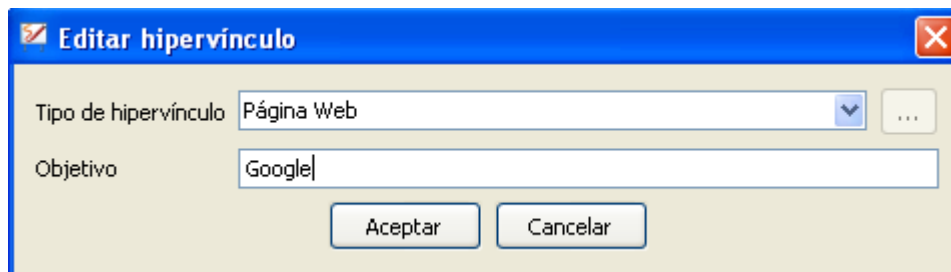 Editar hipervínculo
Tipo de hipervínculo Página Web ...
Objetivo Google
Aceptar Cancelar